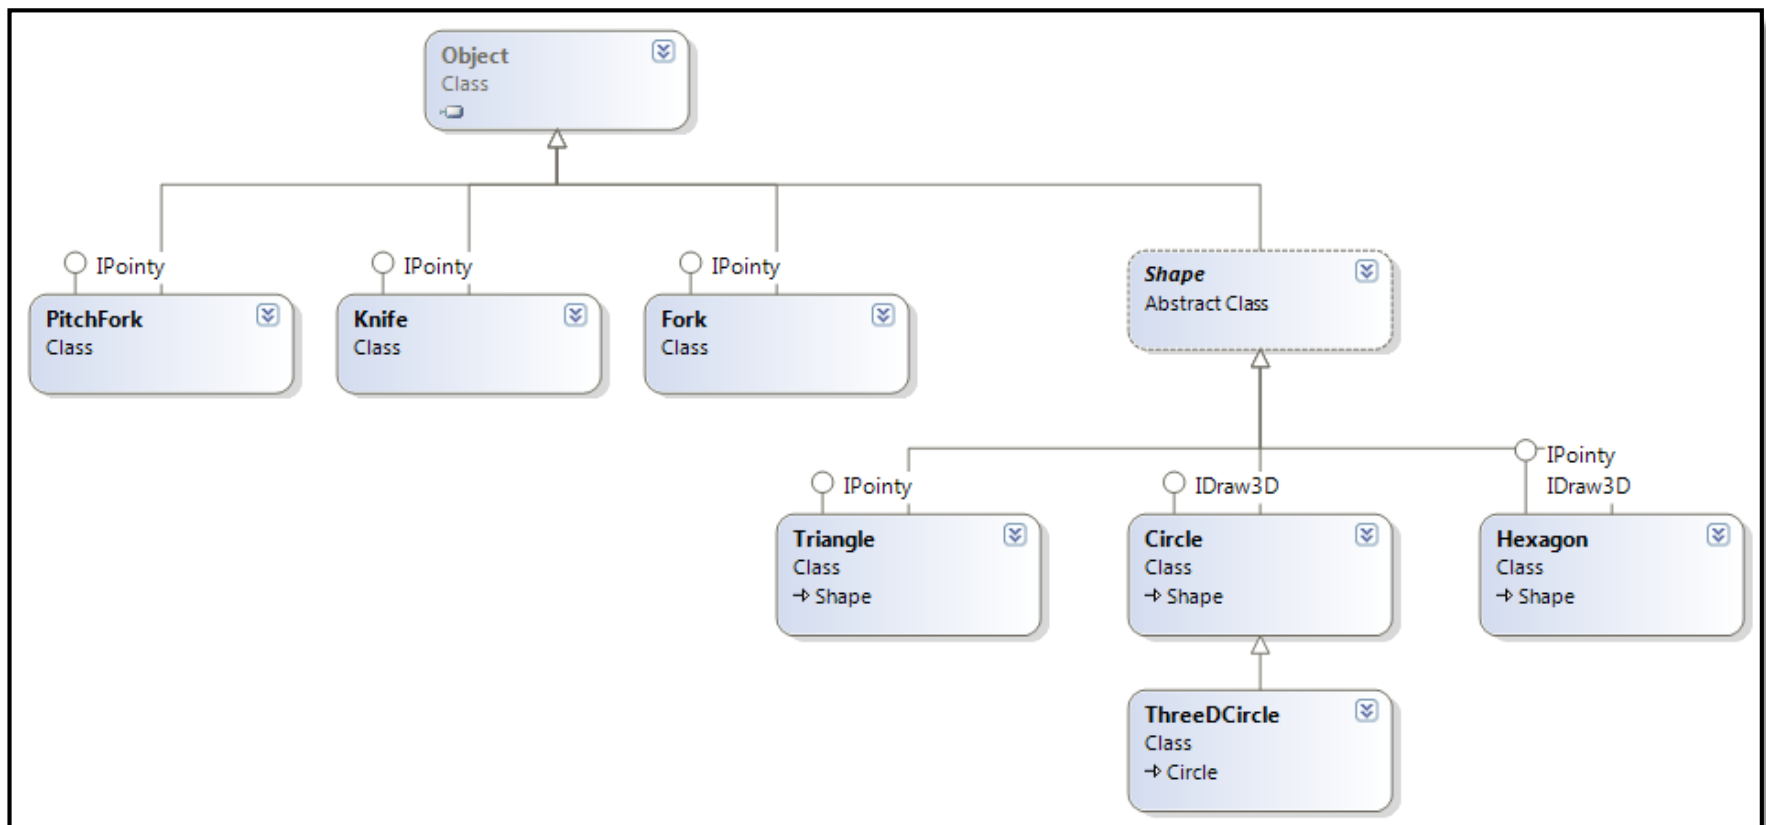 Object
Class
IPointy
PitchFork
Class
IPointy
Knife
Class
IPointy
Fork
Class
Shape
Abstract Class
IPointy
Triangle
Class
Shape
IDraw3D
Circle
Class
Shape
IPointy
IDraw3D
Hexagon
Class
Shape
ThreeDCircle
Class
Circle